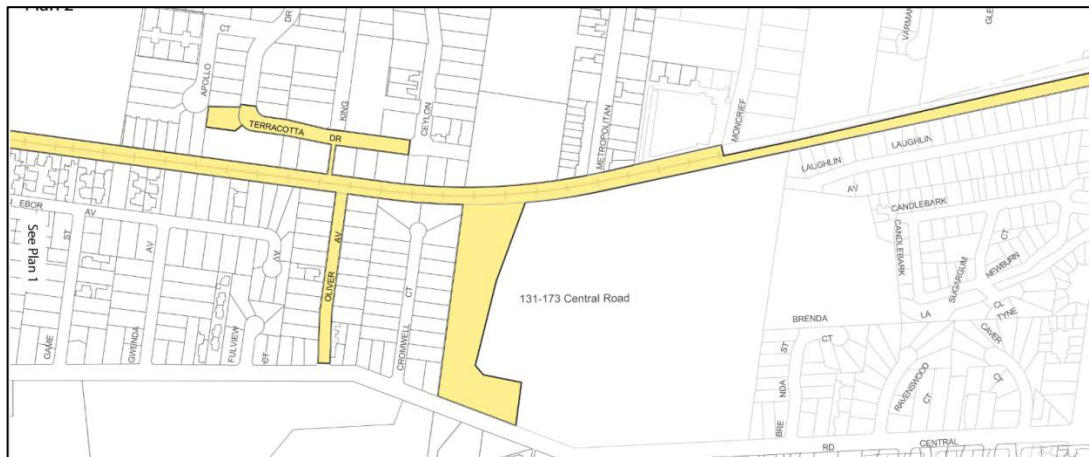 Plan 2
CT
DR
APOLLO
KING
CEYLON
TERRACOTTA
DR
METROPOLITAN
MONCRIEF
VARMAN
GLE
LAUGHLIN
LAUGHLIN
AV
CANDLEBARK
CANDLEBARK
CT
SUGARGUM
NEWBURN
EBOR
AV
ST
AV
AV
See Plan 1
OLIVER
AV
CT
CROMWELL
131-173 Central Road
BRENDA
LA
CL
TYNE
CAVER
CT
GAME
GWENDA
FULVIEW
CT
ST
CT
BRE
NDA
RAVENSWOOD
CT
RD
CENTRAL